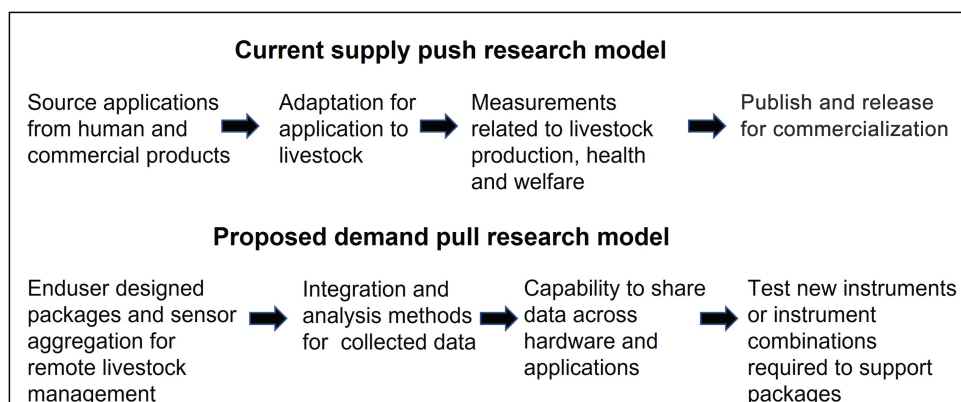 Current supply push research model
Source applications
from human and
commercial products
Adaptation for
application to
livestock
Measurements
related to livestock
production, health
and welfare
Publish and release
for commercialization
Proposed demand pull research model
Enduser designed
packages and sensor
aggregation for
remote livestock
management
Integration and
analysis methods
for collected data
Capability to share
data across
hardware and
applications
Test new instruments
or instrument
combinations
required to support
packages